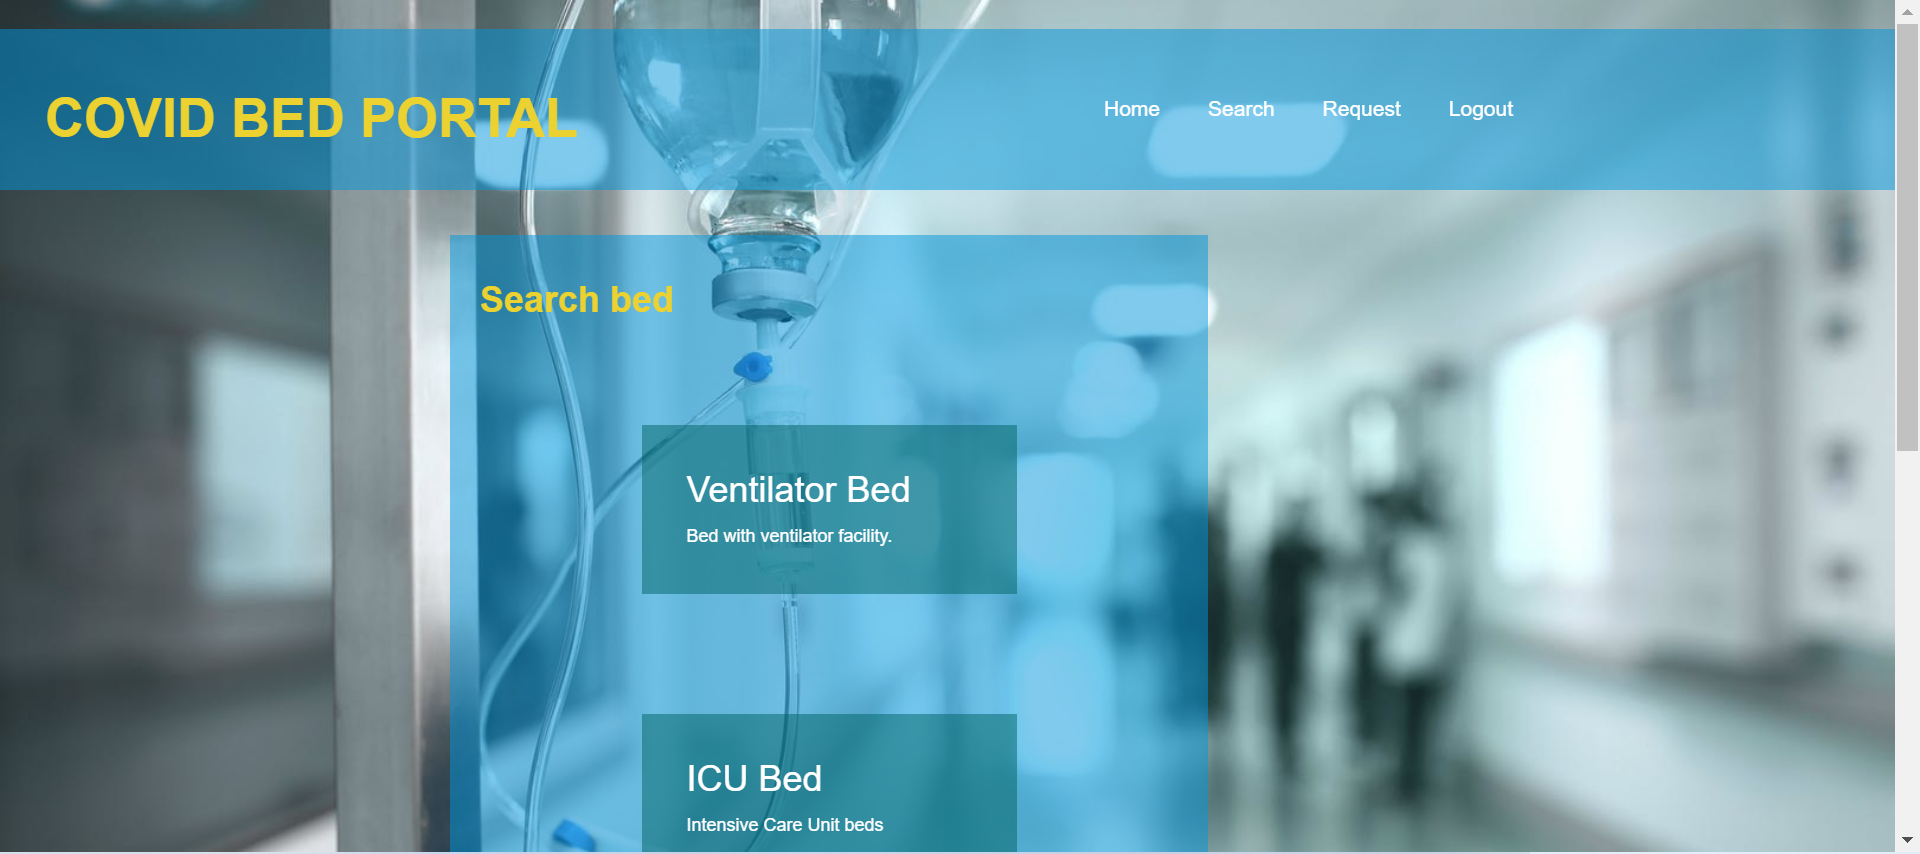 COVID BED PORTAL
Home Search Request Logout
Search bed
Ventilator Bed
Bed with ventilator facility.
ICU Bed
Intensive Care Unit beds